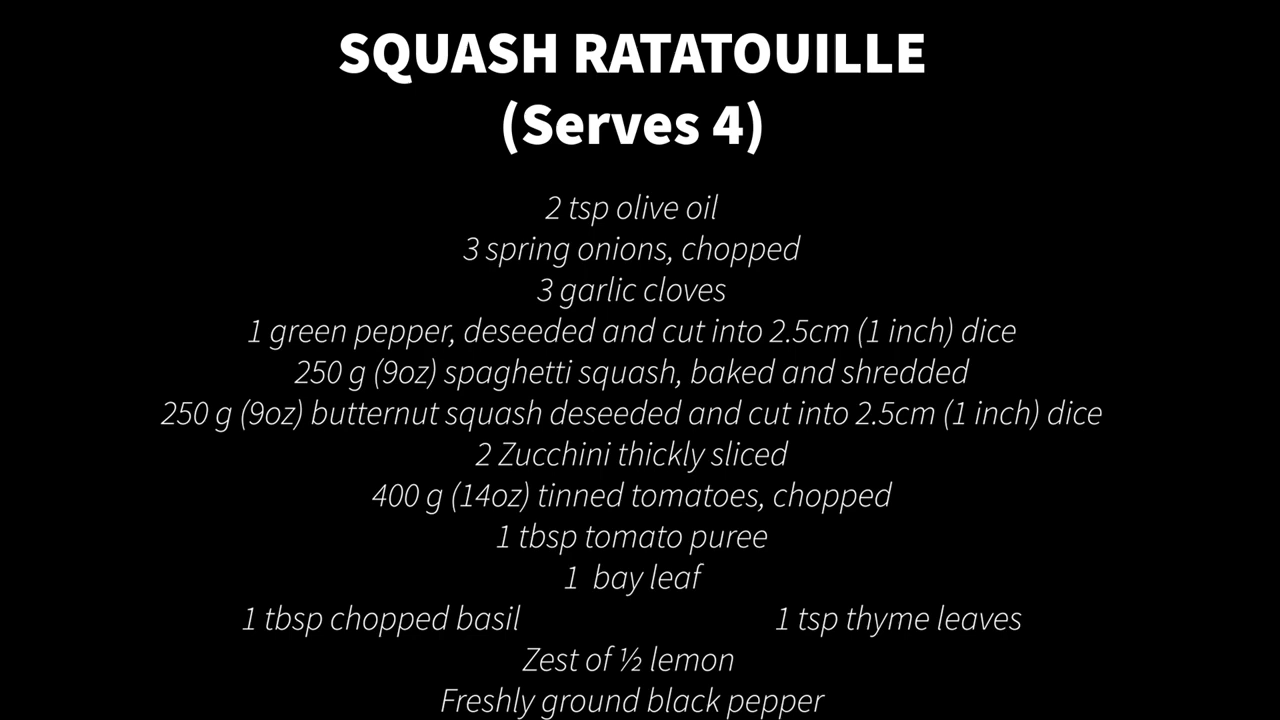 SQUASH RATATOUILLE
(Serves 4)
2 tsp olive oil
3 spring onions, chopped
3 garlic cloves
1 green pepper, deseeded and cut into 2.5cm (1 inch) dice
250 g (9oz) spaghetti squash, baked and shredded
250 g (9oz) butternut squash deseeded and cut into 2.5cm (1 inch) dice
2 Zucchini thickly sliced
400 g (14oz) tinned tomatoes, chopped
1 tbsp tomato puree
1  bay leaf
1 tbsp chopped basil 1 tsp thyme leaves
Zest of ½ lemon
Freshly ground black pepper